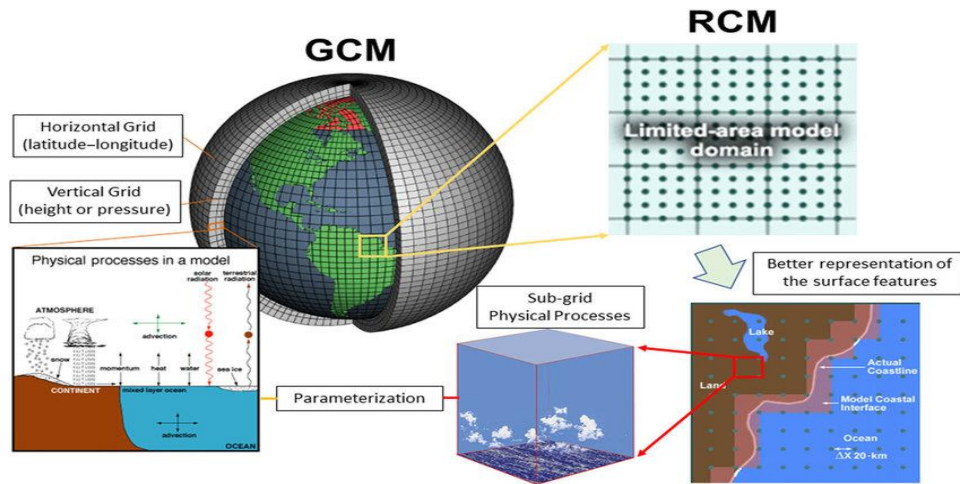 GCM
RCM
Horizontal Grid
(latitude–longitude)
Vertical Grid
(height or pressure)
Limited-area model
domain
Physical processes in a model
solar
radiation
terrestrial
radiation
ATMOSPHERE
advection
snow
momentum
heat
water
sea ice
CONTINENT
mixed layer ocean
advection
OCEAN
Parameterization
Sub-grid
Physical Processes
Better representation of
the surface features
Lake
Land
Actual
Coastline
Model Coastal
Interface
Ocean
ΔX 20-km